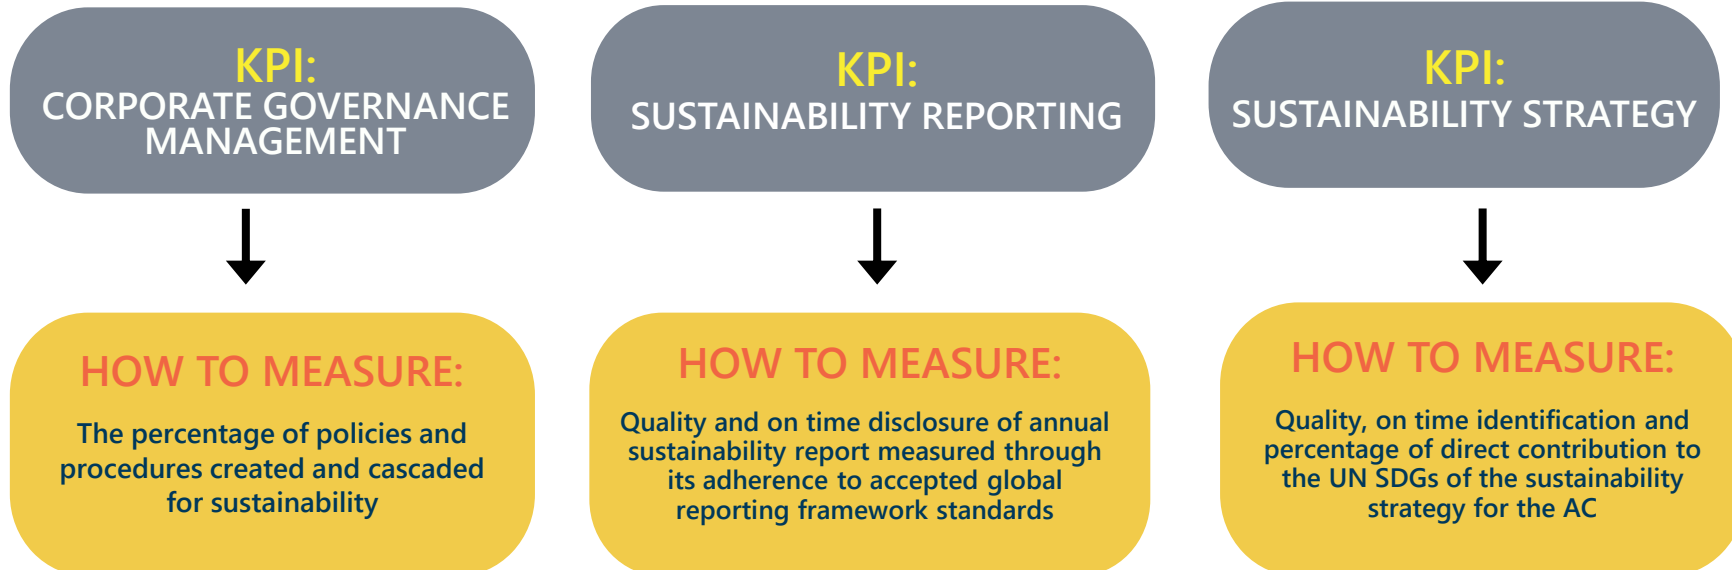 KPI:
CORPORATE GOVERNANCE
MANAGEMENT
HOW TO MEASURE:
The percentage of policies and
procedures created and cascaded
for sustainability
KPI:
SUSTAINABILITY REPORTING
HOW TO MEASURE:
Quality and on time disclosure of annual
sustainability report measured through
its adherence to accepted global
reporting framework standards
KPI:
SUSTAINABILITY STRATEGY
HOW TO MEASURE:
Quality, on time identification and
percentage of direct contribution to
the UN SDGs of the sustainability
strategy for the AC